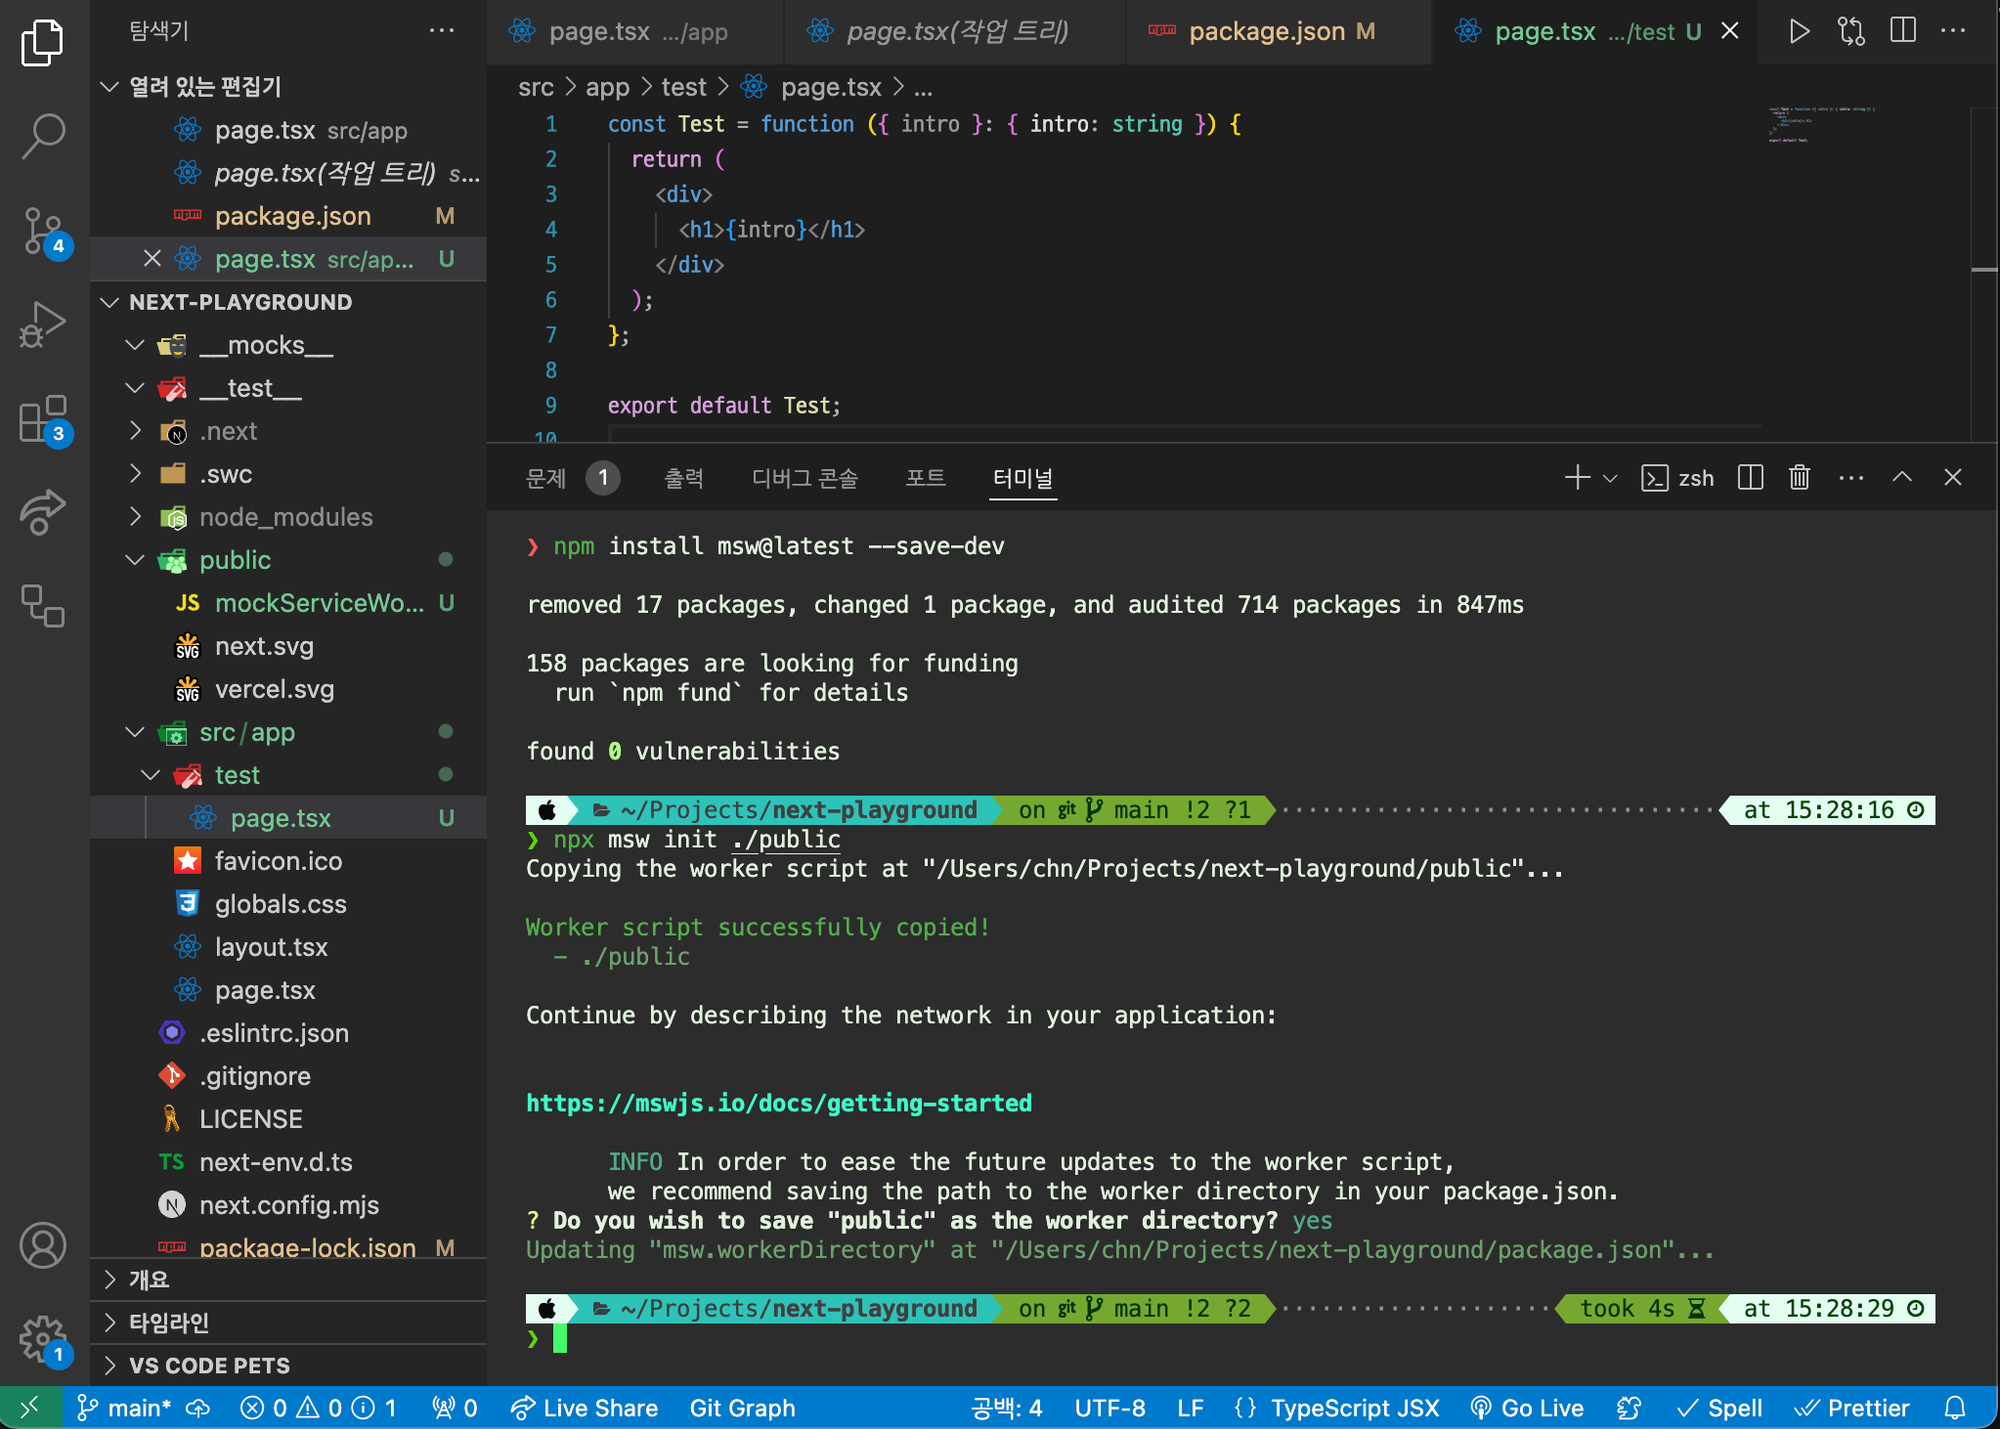 탐색기
열려 있는 편집기
page.tsx src/app
page.tsx(작업 트리) s...
package.json M
page.tsx src/ap... U
NEXT-PLAYGROUND
__mocks__
__test__
.next
.swc
node_modules
public
JS mockServiceWo... U
next.svg
vercel.svg
src/app
test
page.tsx U
favicon.ico
globals.css
layout.tsx
page.tsx
.eslintrc.json
.gitignore
LICENSE
TS next-env.d.ts
next.config.mjs
package-lock.json M
개요
타임라인
VS CODE PETS
4
3
1
page.tsx .../app
page.tsx(작업 트리)
package.json M
page.tsx .../test U
src > app > test > page.tsx > ...
1 const Test = function ({ intro }: { intro: string }) {
2 return (
3 <div>
4 <h1>{intro}</h1>
5 </div>
6 );
7 };
8
9 export default Test;
10
문제 1 출력 디버그 콘솔 포트 터미널 zsh
❯ npm install msw@latest --save-dev
removed 17 packages, changed 1 package, and audited 714 packages in 847ms
158 packages are looking for funding
run `npm fund` for details
found 0 vulnerabilities
~/Projects/next-playground on git main !2 ?1 at 15:28:16
❯ npx msw init ./public
Copying the worker script at "/Users/chn/Projects/next-playground/public"...
Worker script successfully copied!
- ./public
Continue by describing the network in your application:
https://mswjs.io/docs/getting-started
INFO In order to ease the future updates to the worker script,
we recommend saving the path to the worker directory in your package.json.
? Do you wish to save "public" as the worker directory? yes
Updating "msw.workerDirectory" at "/Users/chn/Projects/next-playground/package.json"...
~/Projects/next-playground on git main !2 ?2 took 4s at 15:28:29
❯
main* 0 0 1 0 Live Share Git Graph 공백: 4 UTF-8 LF {} TypeScript JSX Go Live Spell Prettier